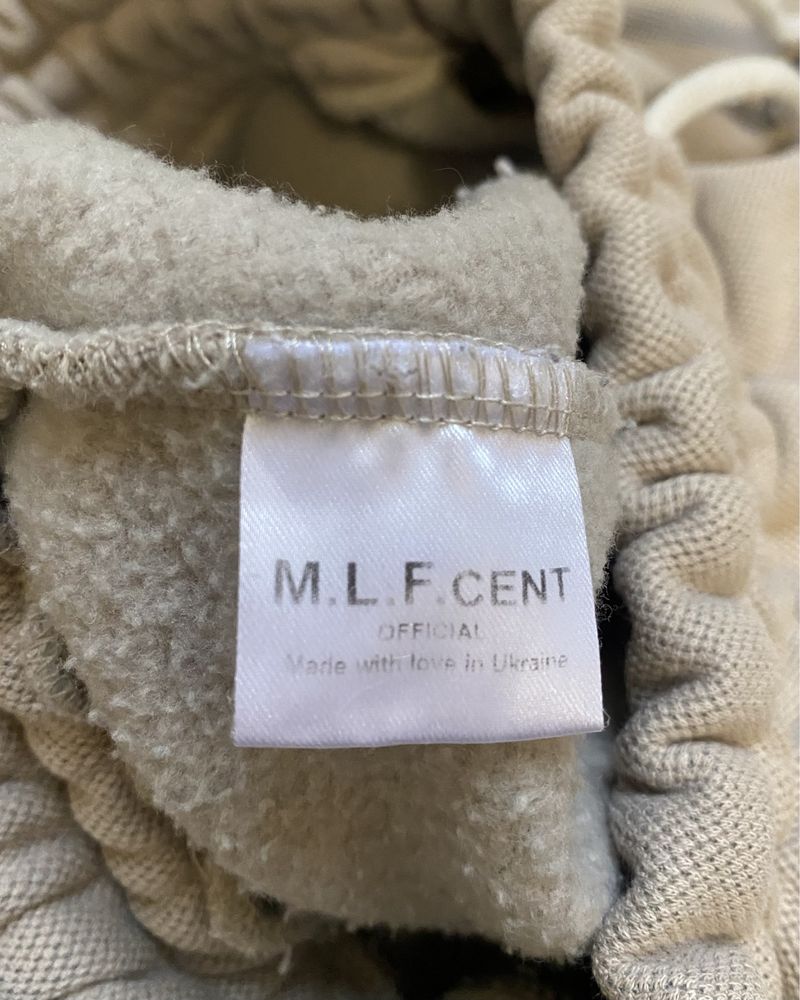 M.L.F.CENT
OFFICIAL
Made with love in Ukraine